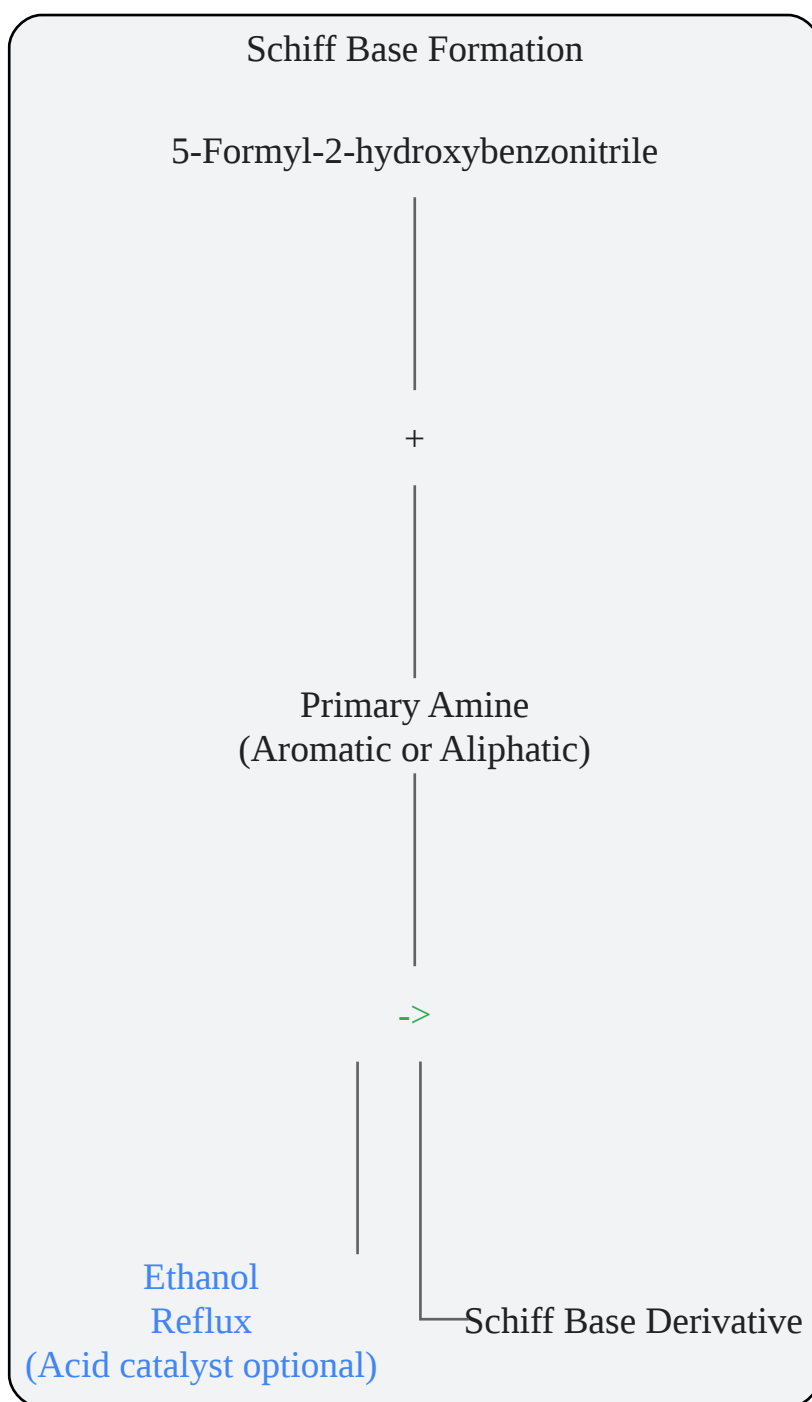 Schiff Base Formation
5-Formyl-2-hydroxybenzonitrile
+
Primary Amine
(Aromatic or Aliphatic)
->
Ethanol
Reflux
(Acid catalyst optional)
Schiff Base Derivative